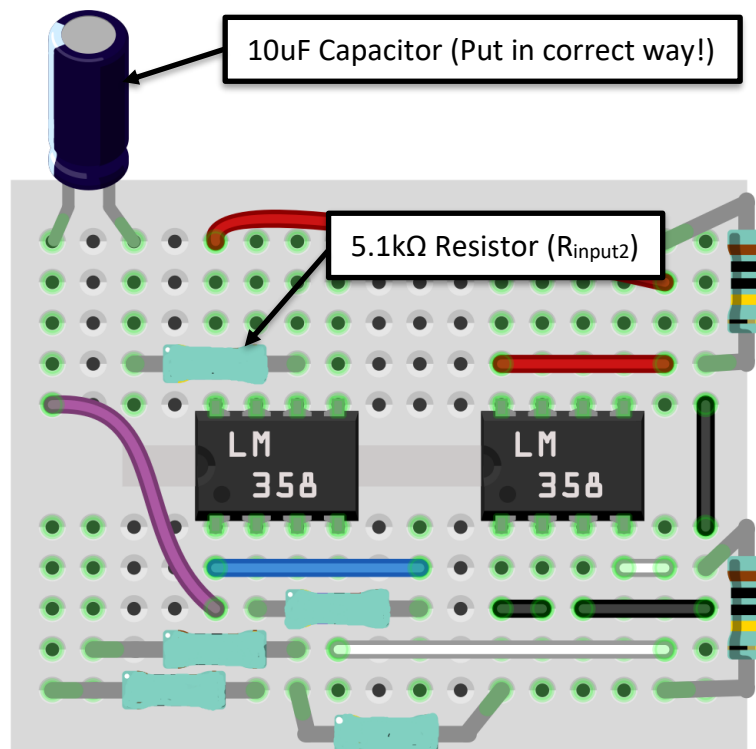 10uF Capacitor (Put in correct way!)
5.1kΩ Resistor (Rinput2)
LM
358
LM
358